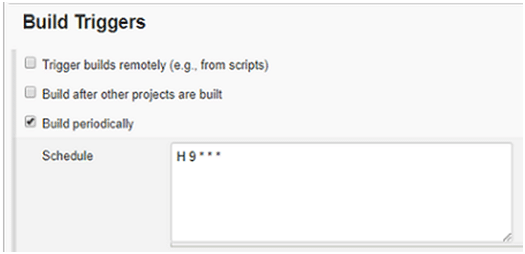 Build Triggers
Trigger builds remotely (e.g., from scripts)
Build after other projects are built
Build periodically
Schedule
H 9 * * *